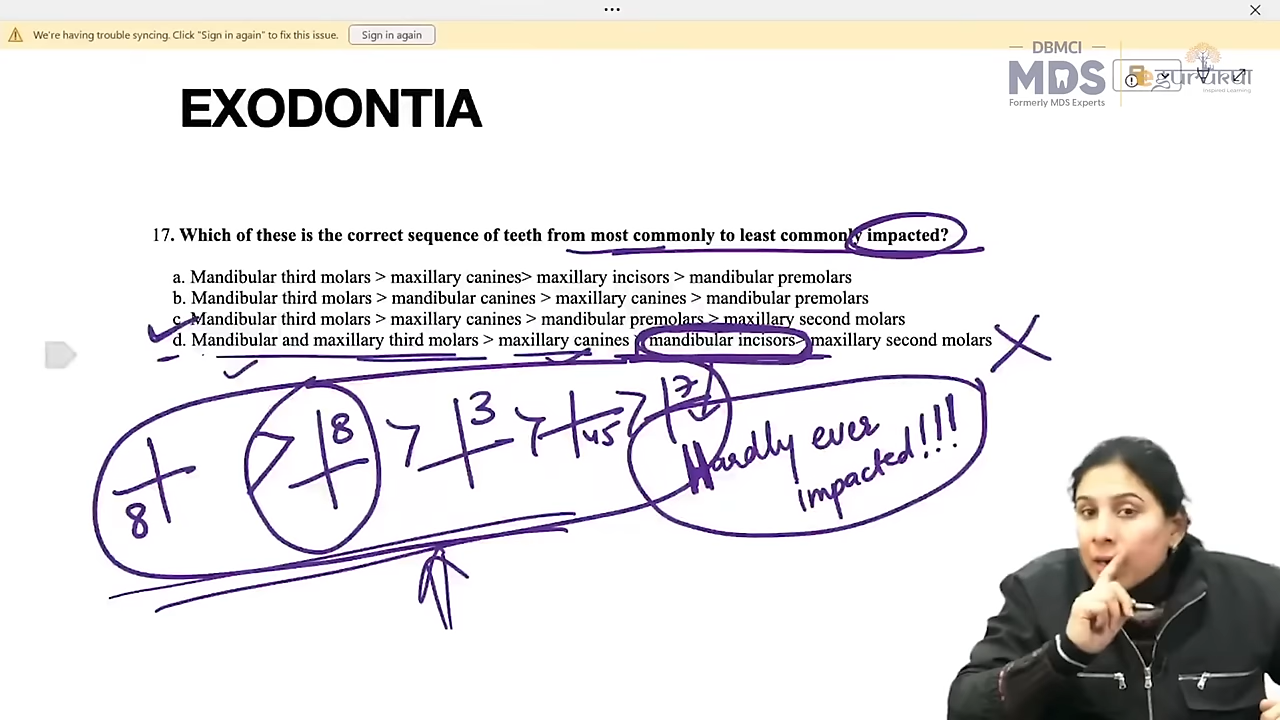 We're having trouble syncing. Click "Sign in again" to fix this issue. Sign in again
DBMCI
MDS
Formerly MDS Experts
egurukul
Inspired Learning
EXODONTIA
17. Which of these is the correct sequence of teeth from most commonly to least commonly impacted?
a. Mandibular third molars > maxillary canines> maxillary incisors > mandibular premolars
b. Mandibular third molars > mandibular canines > maxillary canines > mandibular premolars
c. Mandibular third molars > maxillary canines > mandibular premolars > maxillary second molars
d. Mandibular and maxillary third molars > maxillary canines mandibular incisors> maxillary second molars
8 > 8 > 3 > 45 > 7
Hardly ever
impacted!!!